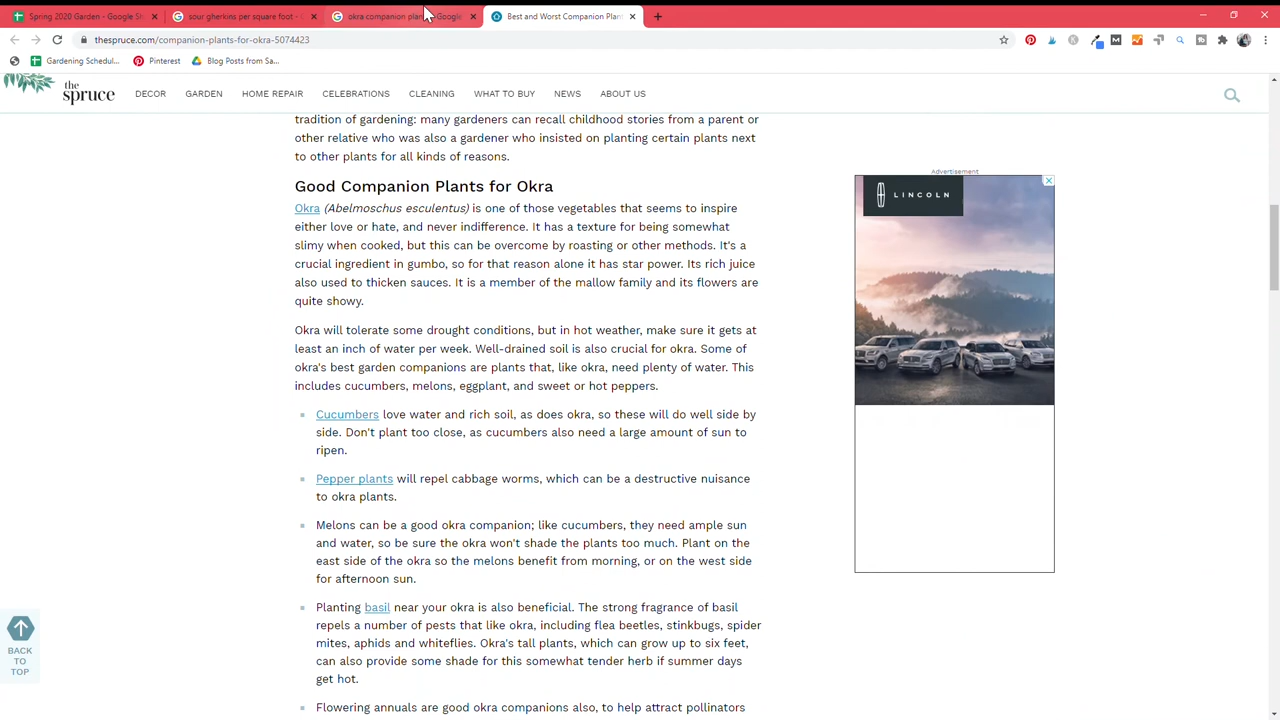 Spring 2020 Garden - Google Sh
sour gherkins per square foot - G
okra companion plan
Google
Best and Worst Companion Plan
thespruce.com/companion-plants-for-okra-5074423
Gardening Schedul...
Pinterest
Blog Posts from Sa...
the
spruce
DECOR
GARDEN
HOME REPAIR
CELEBRATIONS
CLEANING
WHAT TO BUY
NEWS
ABOUT US
tradition of gardening: many gardeners can recall childhood stories from a parent or
other relative who was also a gardener who insisted on planting certain plants next
to other plants for all kinds of reasons.
Good Companion Plants for Okra
Okra (Abelmoschus esculentus) is one of those vegetables that seems to inspire
either love or hate, and never indifference. It has a texture for being somewhat
slimy when cooked, but this can be overcome by roasting or other methods. It's a
crucial ingredient in gumbo, so for that reason alone it has star power. Its rich juice
also used to thicken sauces. It is a member of the mallow family and its flowers are
quite showy.
Okra will tolerate some drought conditions, but in hot weather, make sure it gets at
least an inch of water per week. Well-drained soil is also crucial for okra. Some of
okra's best garden companions are plants that, like okra, need plenty of water. This
includes cucumbers, melons, eggplant, and sweet or hot peppers.
Cucumbers love water and rich soil, as does okra, so these will do well side by
side. Don't plant too close, as cucumbers also need a large amount of sun to
ripen.
Pepper plants will repel cabbage worms, which can be a destructive nuisance
to okra plants.
Melons can be a good okra companion; like cucumbers, they need ample sun
and water, so be sure the okra won't shade the plants too much. Plant on the
east side of the okra so the melons benefit from morning, or on the west side
for afternoon sun.
Planting basil near your okra is also beneficial. The strong fragrance of basil
repels a number of pests that like okra, including flea beetles, stinkbugs, spider
mites, aphids and whiteflies. Okra's tall plants, which can grow up to six feet,
can also provide some shade for this somewhat tender herb if summer days
get hot.
Flowering annuals are good okra companions also, to help attract pollinators
Advertisement
LINCOLN
BACK
TO
TOP